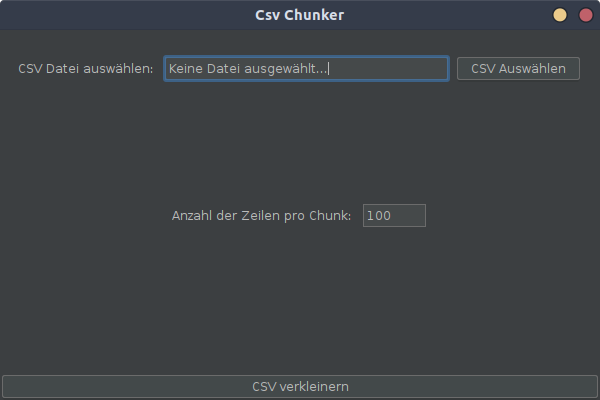 Csv Chunker
CSV Datei auswählen: Keine Datei ausgewählt... CSV Auswählen
Anzahl der Zeilen pro Chunk: 100
CSV verkleinern